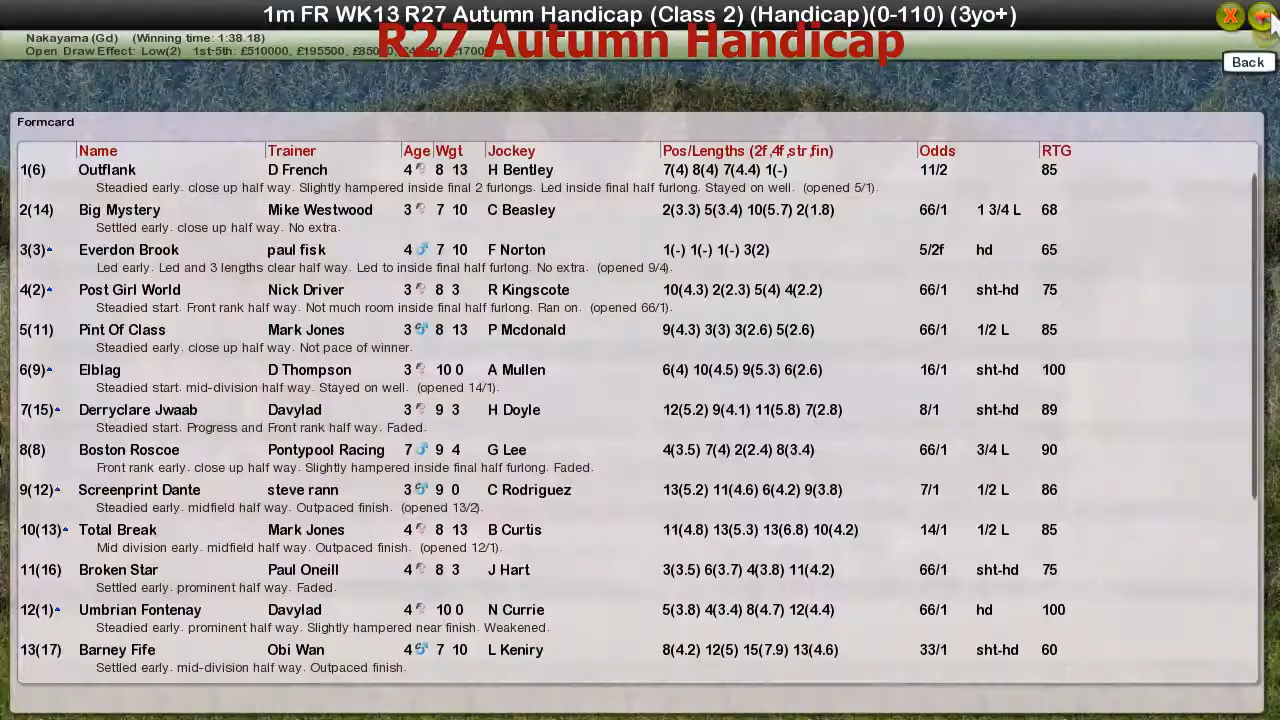 1m FR WK13 R27 Autumn Handicap (Class 2) (Handicap)(0-110) (3yo+)
R27 Autumn Handicap
Nakayama (Gd) (Winning time: 1:38.18)
Open. Draw Effect: Low(2) 1st-5th: £510000, £195500, £85000,
X
Back
Formcard
Name Trainer Age Wgt Jockey Pos/Lengths (2f,4f,str,fin) Odds RTG
1(6) Outflank D French 4 8 13 H Bentley 7(4) 8(4) 7(4.4) 1(-) 11/2 85
Steadied early. close up half way. Slightly hampered inside final 2 furlongs. Led inside final half furlong. Stayed on well. (opened 5/1).
2(14) Big Mystery Mike Westwood 3 7 10 C Beasley 2(3.3) 5(3.4) 10(5.7) 2(1.8) 66/1 1 3/4 L 68
Settled early. close up half way. No extra.
3(3) Everdon Brook paul fisk 4 7 10 F Norton 1(-) 1(-) 1(-) 3(2) 5/2f hd 65
Led early. Led and 3 lengths clear half way. Led to inside final half furlong. No extra. (opened 9/4).
4(2) Post Girl World Nick Driver 3 8 3 R Kingscote 10(4.3) 2(2.3) 5(4) 4(2.2) 66/1 sht-hd 75
Steadied start. Front rank half way. Not much room inside final half furlong. Ran on. (opened 66/1).
5(11) Pint Of Class Mark Jones 3 8 13 P Mcdonald 9(4.3) 3(3) 3(2.6) 5(2.6) 66/1 1/2 L 85
Steadied early. close up half way. Not pace of winner.
6(9) Elblag D Thompson 3 10 0 A Mullen 6(4) 10(4.5) 9(5.3) 6(2.6) 16/1 sht-hd 100
Steadied start. mid-division half way. Stayed on well. (opened 14/1).
7(15) Derryclare Jwaab Davylad 3 9 3 H Doyle 12(5.2) 9(4.1) 11(5.8) 7(2.8) 8/1 sht-hd 89
Steadied start. Progress and Front rank half way. Faded.
8(8) Boston Roscoe Pontypool Racing 7 9 4 G Lee 4(3.5) 7(4) 2(2.4) 8(3.4) 66/1 3/4 L 90
Front rank early. close up half way. Slightly hampered inside final half furlong. Faded.
9(12) Screenprint Dante steve rann 3 9 0 C Rodriguez 13(5.2) 11(4.6) 6(4.2) 9(3.8) 7/1 1/2 L 86
Steadied early. midfield half way. Outpaced finish. (opened 13/2).
10(13) Total Break Mark Jones 4 8 13 B Curtis 11(4.8) 13(5.3) 13(6.8) 10(4.2) 14/1 1/2 L 85
Mid division early. midfield half way. Outpaced finish. (opened 12/1).
11(16) Broken Star Paul Oneill 4 8 3 J Hart 3(3.5) 6(3.7) 4(3.8) 11(4.2) 66/1 sht-hd 75
Settled early. prominent half way. Faded.
12(1) Umbrian Fontenay Davylad 4 10 0 N Currie 5(3.8) 4(3.4) 8(4.7) 12(4.4) 66/1 hd 100
Steadied early. prominent half way. Slightly hampered near finish. Weakened.
13(17) Barney Fife Obi Wan 4 7 10 L Keniry 8(4.2) 12(5) 15(7.9) 13(4.6) 33/1 sht-hd 60
Settled early. mid-division half way. Outpaced finish.